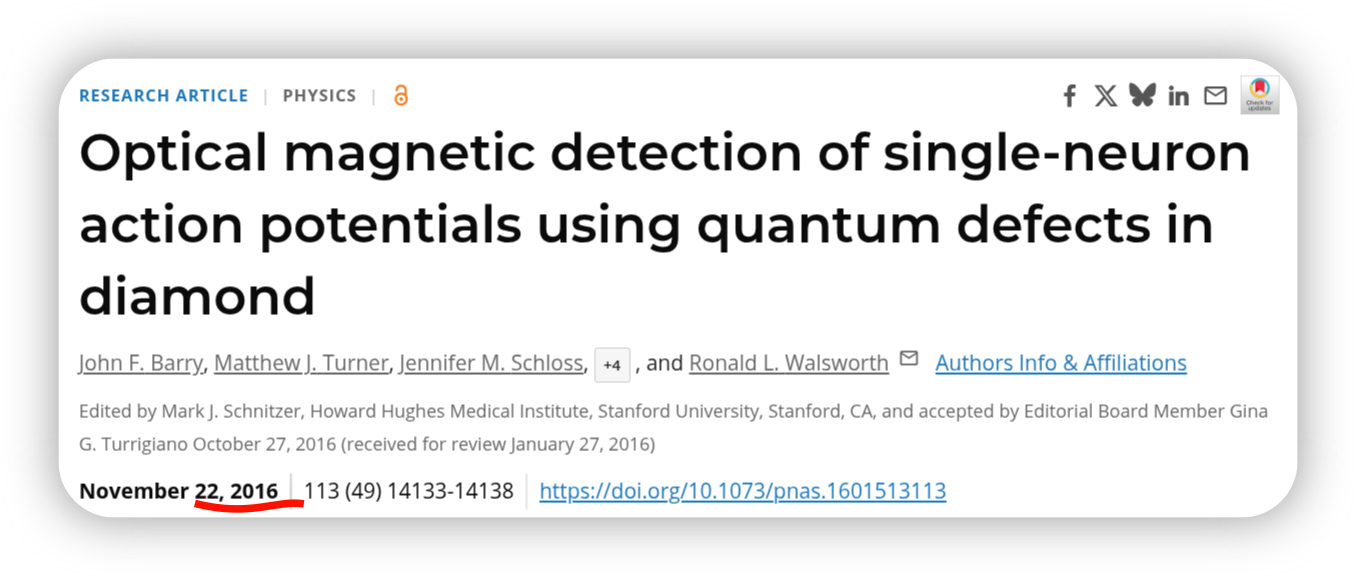 RESEARCH ARTICLE | PHYSICS |
Check for
updates
Optical magnetic detection of single-neuron
action potentials using quantum defects in
diamond
John F. Barry, Matthew J. Turner, Jennifer M. Schloss, +4 , and Ronald L. Walsworth Authors Info & Affiliations
Edited by Mark J. Schnitzer, Howard Hughes Medical Institute, Stanford University, Stanford, CA, and accepted by Editorial Board Member Gina
G. Turrigiano October 27, 2016 (received for review January 27, 2016)
November 22, 2016 | 113 (49) 14133-14138 | https://doi.org/10.1073/pnas.1601513113